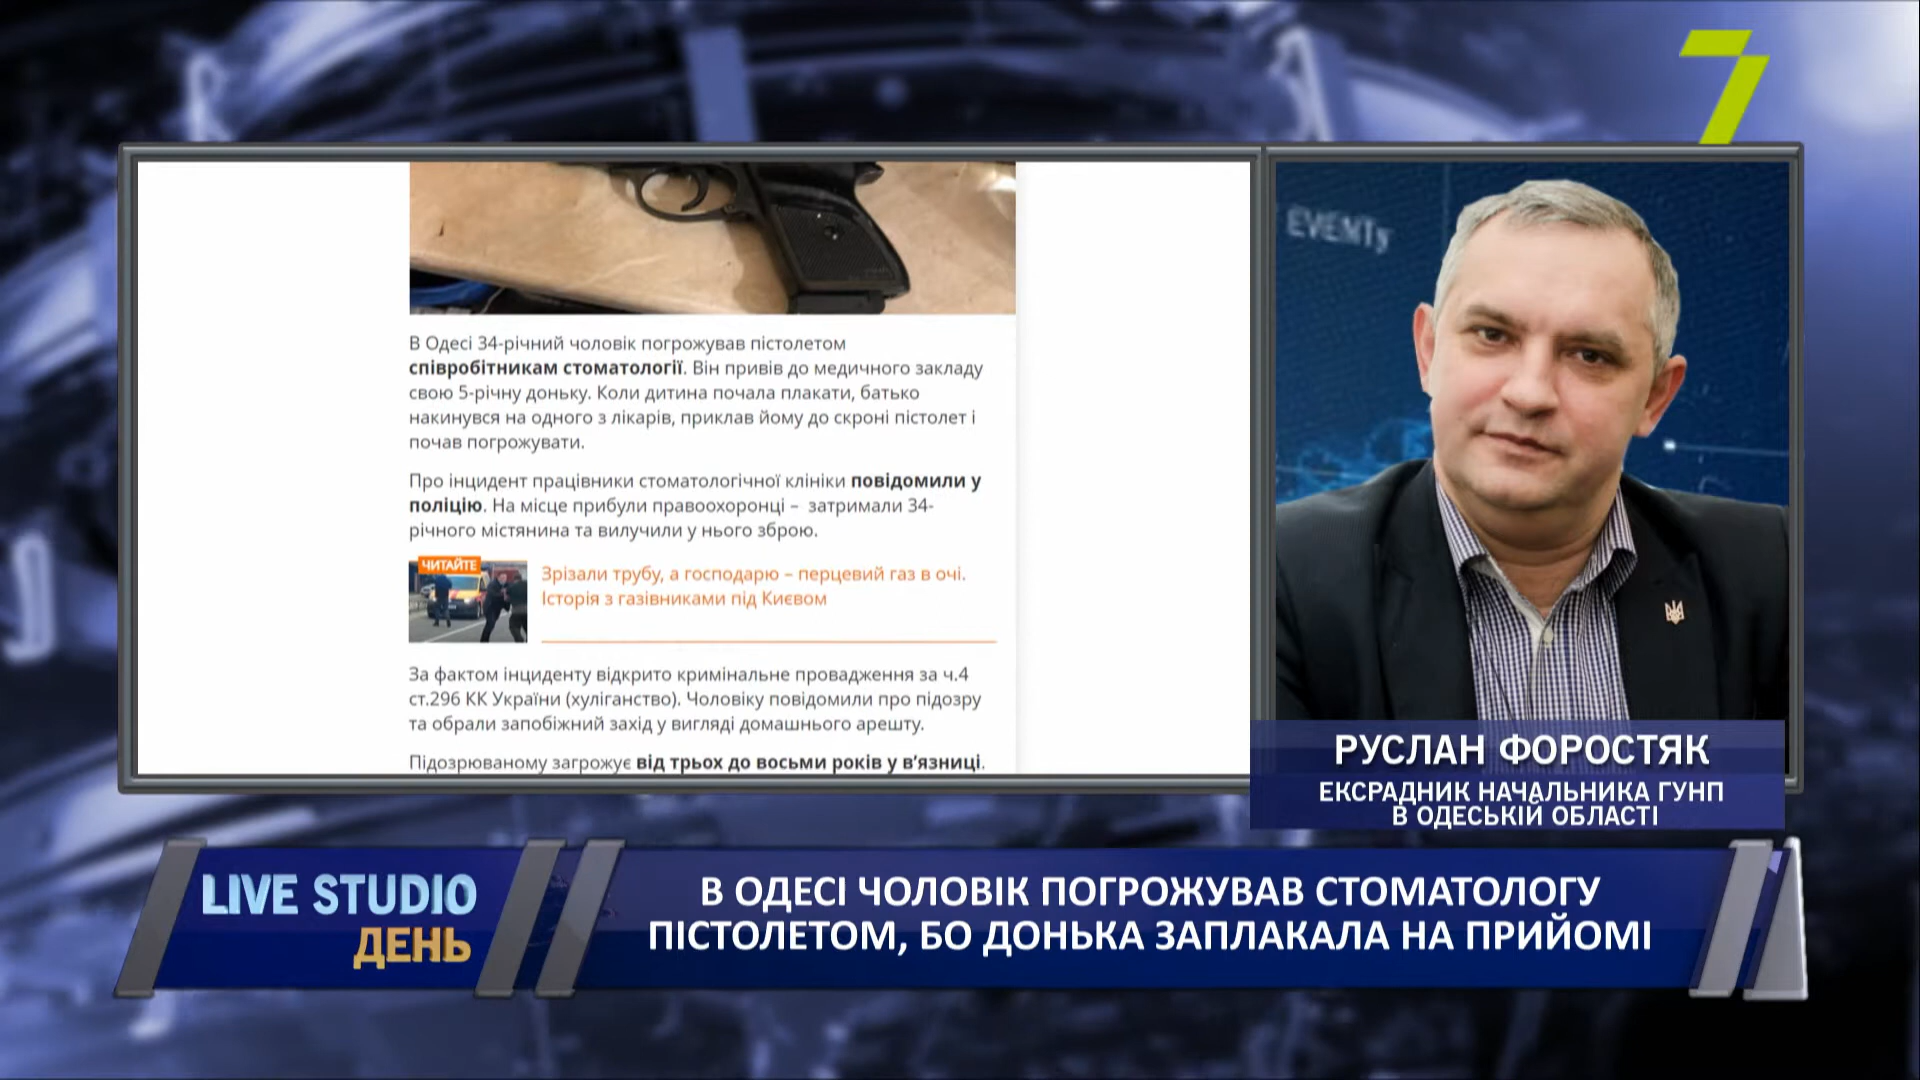 7
EVENTу
В Одесі 34-річний чоловік погрожував пістолетом
співробітникам стоматології. Він привів до медичного закладу
свою 5-річну доньку. Коли дитина почала плакати, батько
накинувся на одного з лікарів, приклав йому до скроні пістолет і
почав погрожувати.
Про інцидент працівники стоматологічної клініки повідомили у
поліцію. На місце прибули правоохоронці – затримали 34-
річного містянина та вилучили у нього зброю.
ЧИТАЙТЕ
Зрізали трубу, а господарю – перцевий газ в очі.
Історія з газівниками під Києвом
За фактом інциденту відкрито кримінальне провадження за ч.4
ст.296 КК України (хуліганство). Чоловіку повідомили про підозру
та обрали запобіжний захід у вигляді домашнього арешту.
Підозрюваному загрожує від трьох до восьми років у в’язниці.
РУСЛАН ФОРОСТЯК
ЕКСРАДНИК НАЧАЛЬНИКА ГУНП
В ОДЕСЬКІЙ ОБЛАСТІ
LIVE STUDIO
ДЕНЬ
В ОДЕСІ ЧОЛОВІК ПОГРОЖУВАВ СТОМАТОЛОГУ
ПІСТОЛЕТОМ, БО ДОНЬКА ЗАПЛАКАЛА НА ПРИЙОМІ